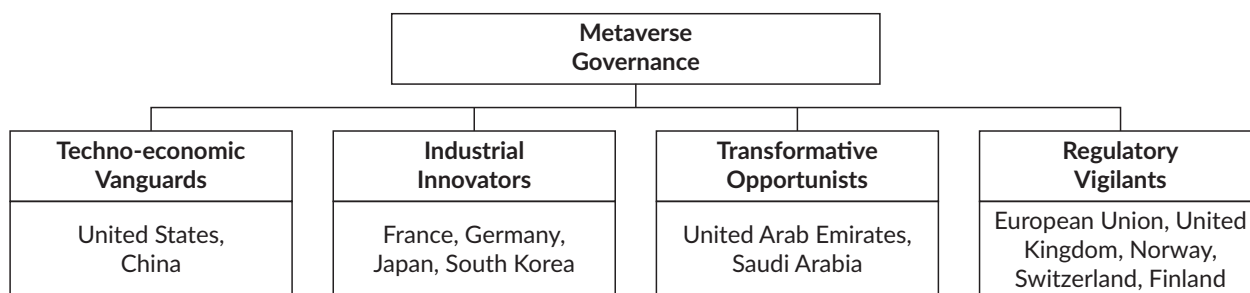 Metaverse
Governance
Techno-economic
Vanguards
United States,
China
Industrial
Innovators
France, Germany,
Japan, South Korea
Transformative
Opportunists
United Arab Emirates,
Saudi Arabia
Regulatory
Vigilants
European Union, United
Kingdom, Norway,
Switzerland, Finland